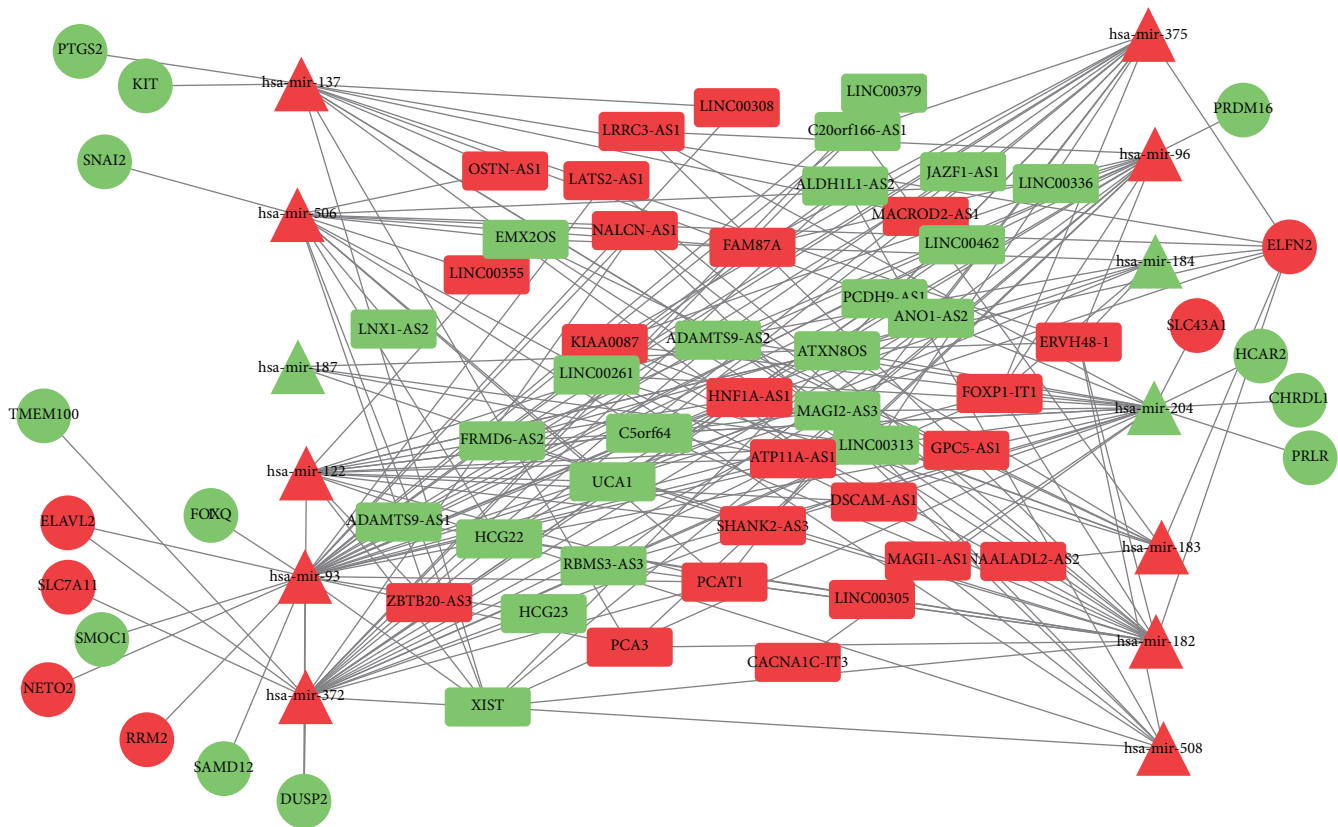 hsa-mir-375
PTGS2
KIT
hsa-mir-137
LINC00379
LINC00308
PRDM16
LRRC3-AS1
C20orf166-AS1
SNAI2
hsa-mir-96
OSTN-AS1
LATS2-AS1
JAZF1-AS1
ALDH1L1-AS2
LINC00336
hsa-mir-506
MACROD2-AS1
NALCN-AS1
EMX2OS
FAM87A
LINC00462
ELFN2
hsa-mir-184
LINC00355
PCDH9-AS1
ANO1-AS2
SLC43A1
LNX1-AS2
KIAA0087
ADAMTS9-AS2
ATXN8OS
ERVH48-1
HCAR2
hsa-mir-187
LINC00261
HNF1A-AS1
FOXP1-IT1
CHRDL1
TMEM100
MAGI2-AS3
hsa-mir-204
FRMD6-AS2
C5orf64
LINC00313
GPC5-AS1
PRLR
ATP11A-AS1
hsa-mir-122
UCA1
DSCAM-AS1
FOXQ
ELAVL2
ADAMTS9-AS1
SHANK2-AS3
HCG22
hsa-mir-183
RBMS3-AS3
MAGI1-AS1
NAALADL2-AS2
SLC7A11
hsa-mir-93
PCAT1
ZBTB20-AS3
LINC00305
HCG23
SMOC1
PCA3
hsa-mir-182
CACNA1C-IT3
NETO2
hsa-mir-372
XIST
RRM2
hsa-mir-508
SAMD12
DUSP2